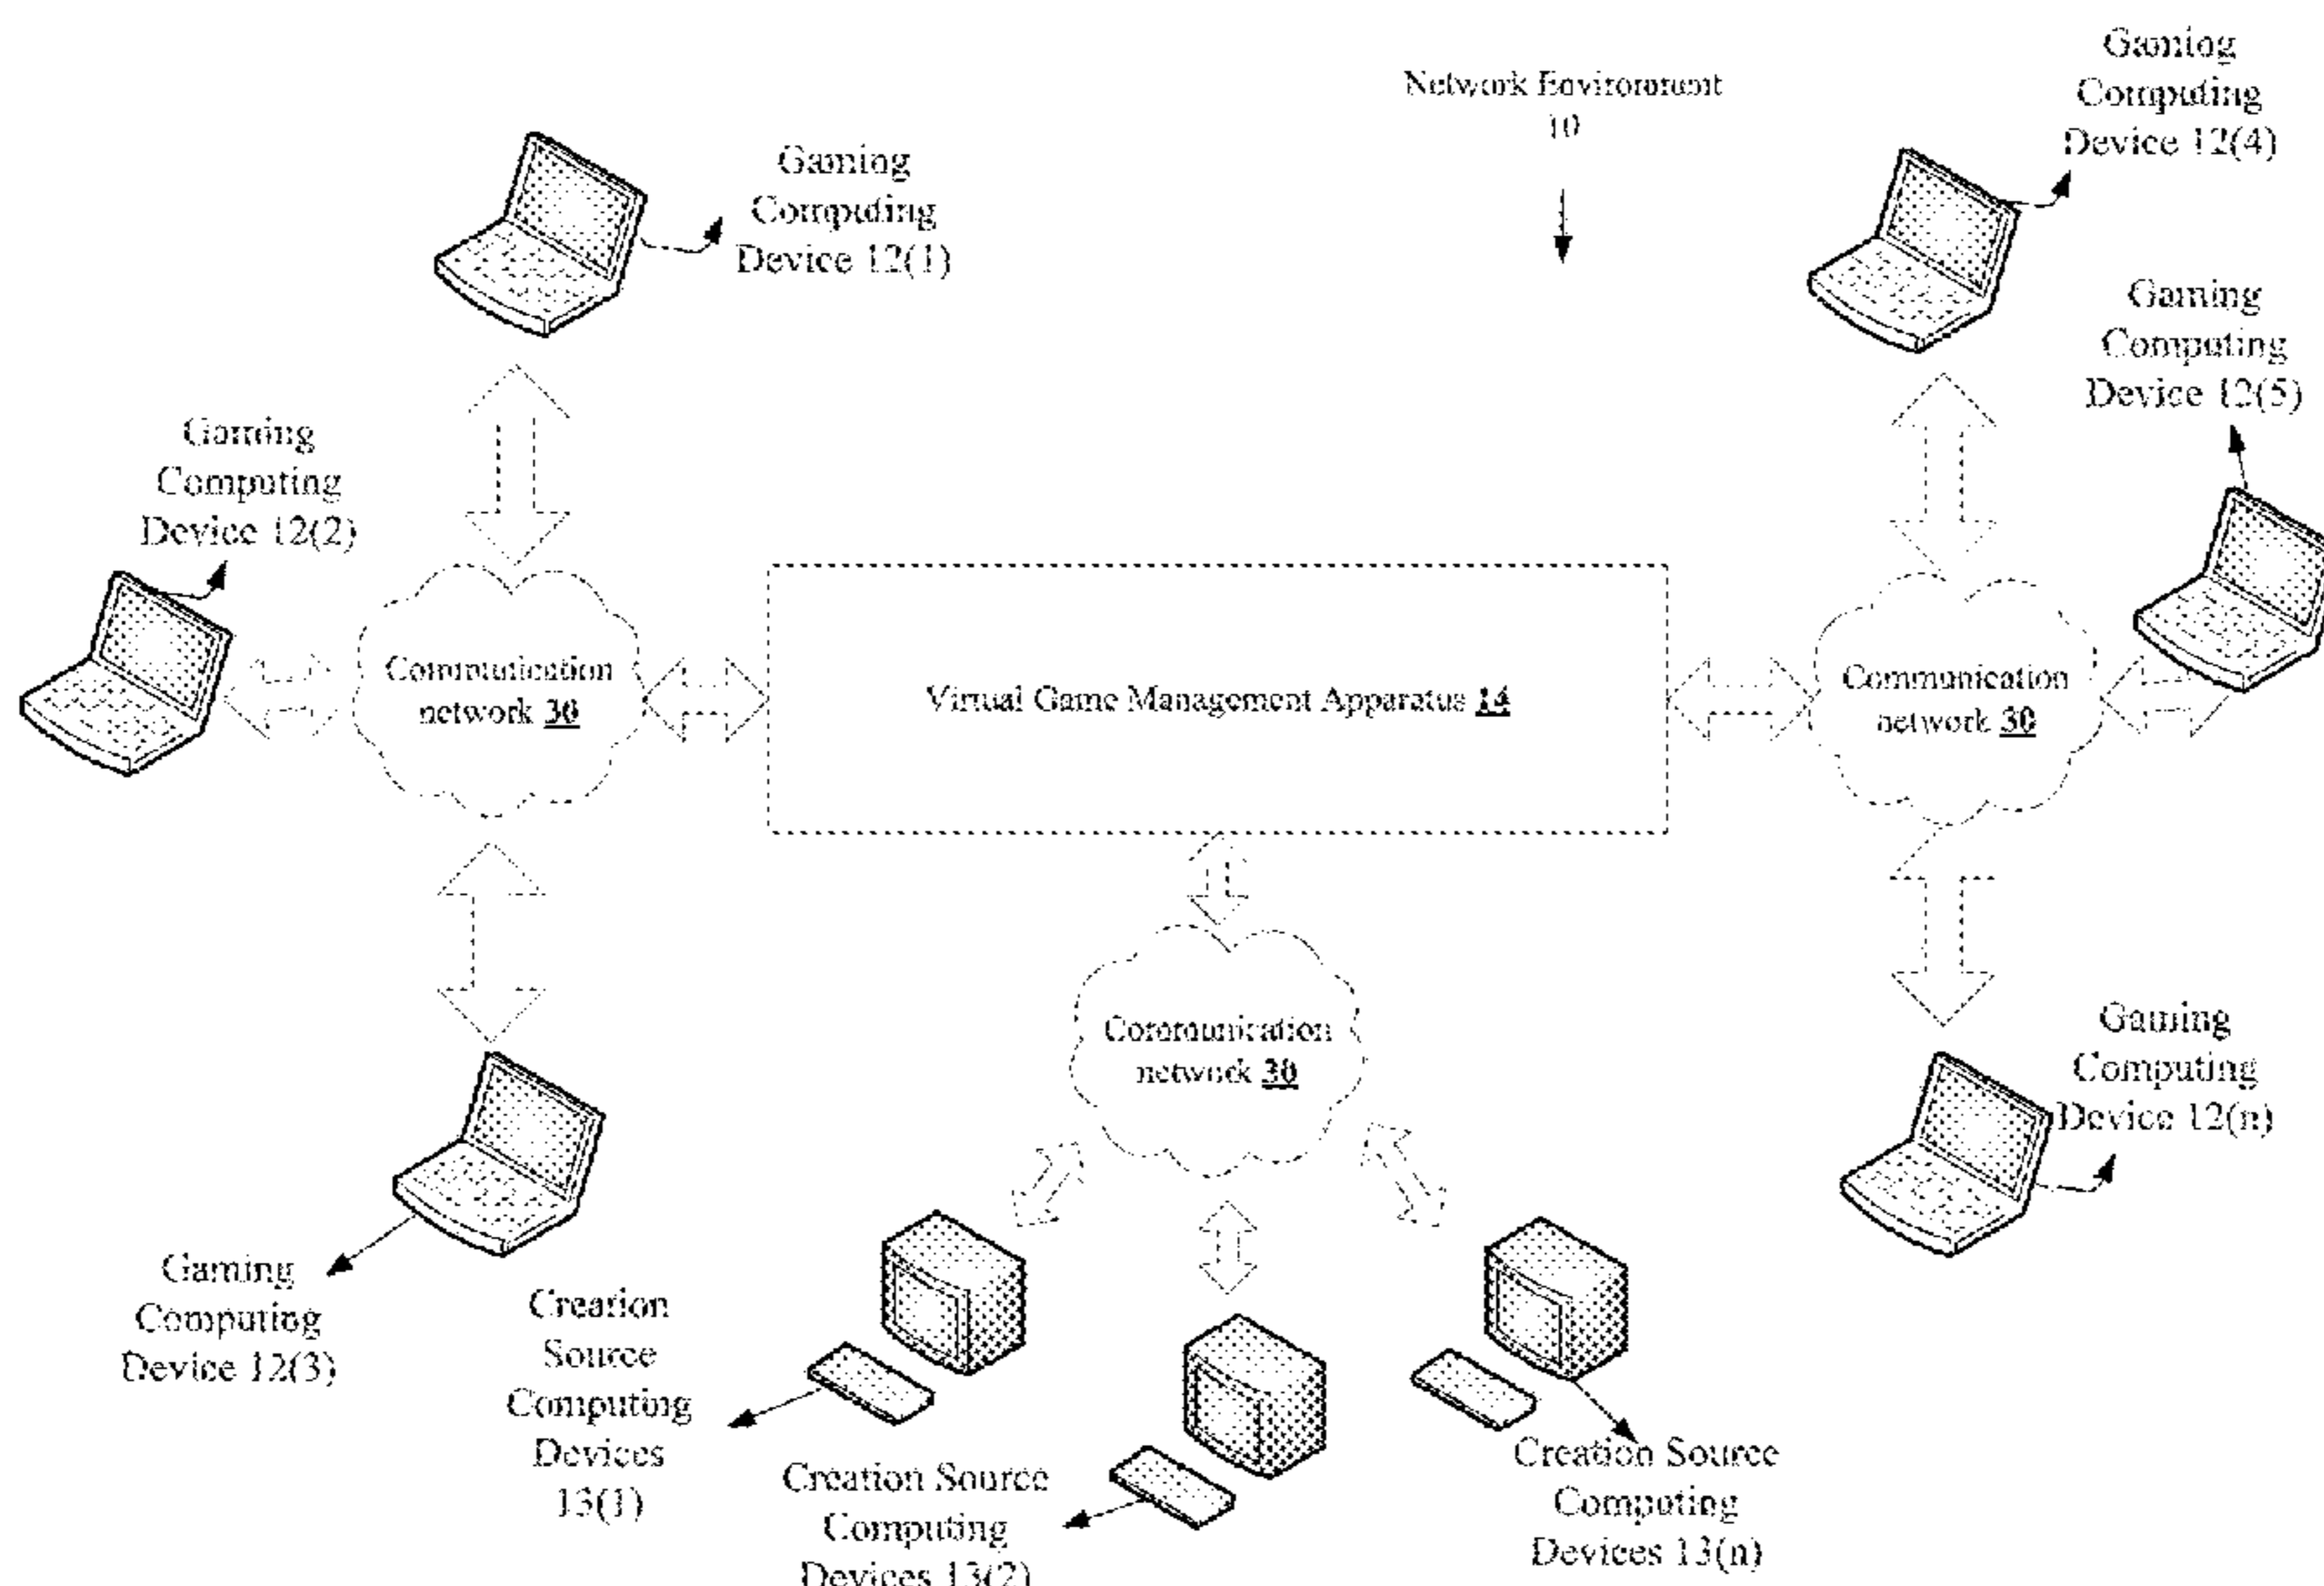 Network Environment
10
Gaming
Computing
Device 12(1)
Gaming
Computing
Device 12(4)
Gaming
Computing
Device 12(5)
Gaming
Computing
Device 12(2)
Communication
network 30
Virtual Game Management Apparatus 14
Communication
network 30
Communication
network 30
Gaming
Computing
Device 12(n)
Gaming
Computing
Device 12(3)
Creation
Source
Computing
Devices
13(1)
Creation Source
Computing
Devices 13(2)
Creation Source
Computing
Devices 13(n)